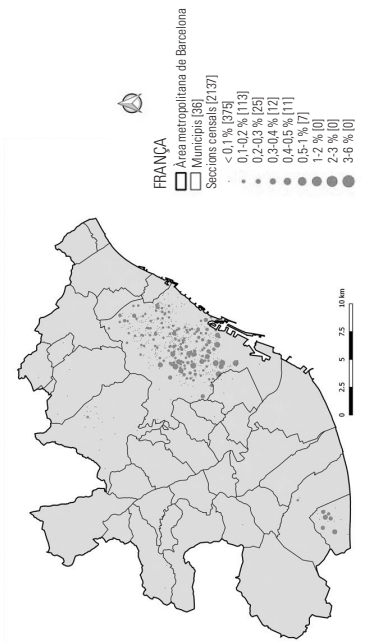 FRANÇA
Àrea metropolitana de Barcelona
Municipis [36]
Seccions censals [2137]
< 0,1 % [375]
0,1-0,2 % [113]
0,2-0,3 % [25]
0,3-0,4 % [12]
0,4-0,5 % [11]
0,5-1 % [7]
1-2 % [0]
2-3 % [0]
3-6 % [0]
0 2,5 5 7,5 10 km